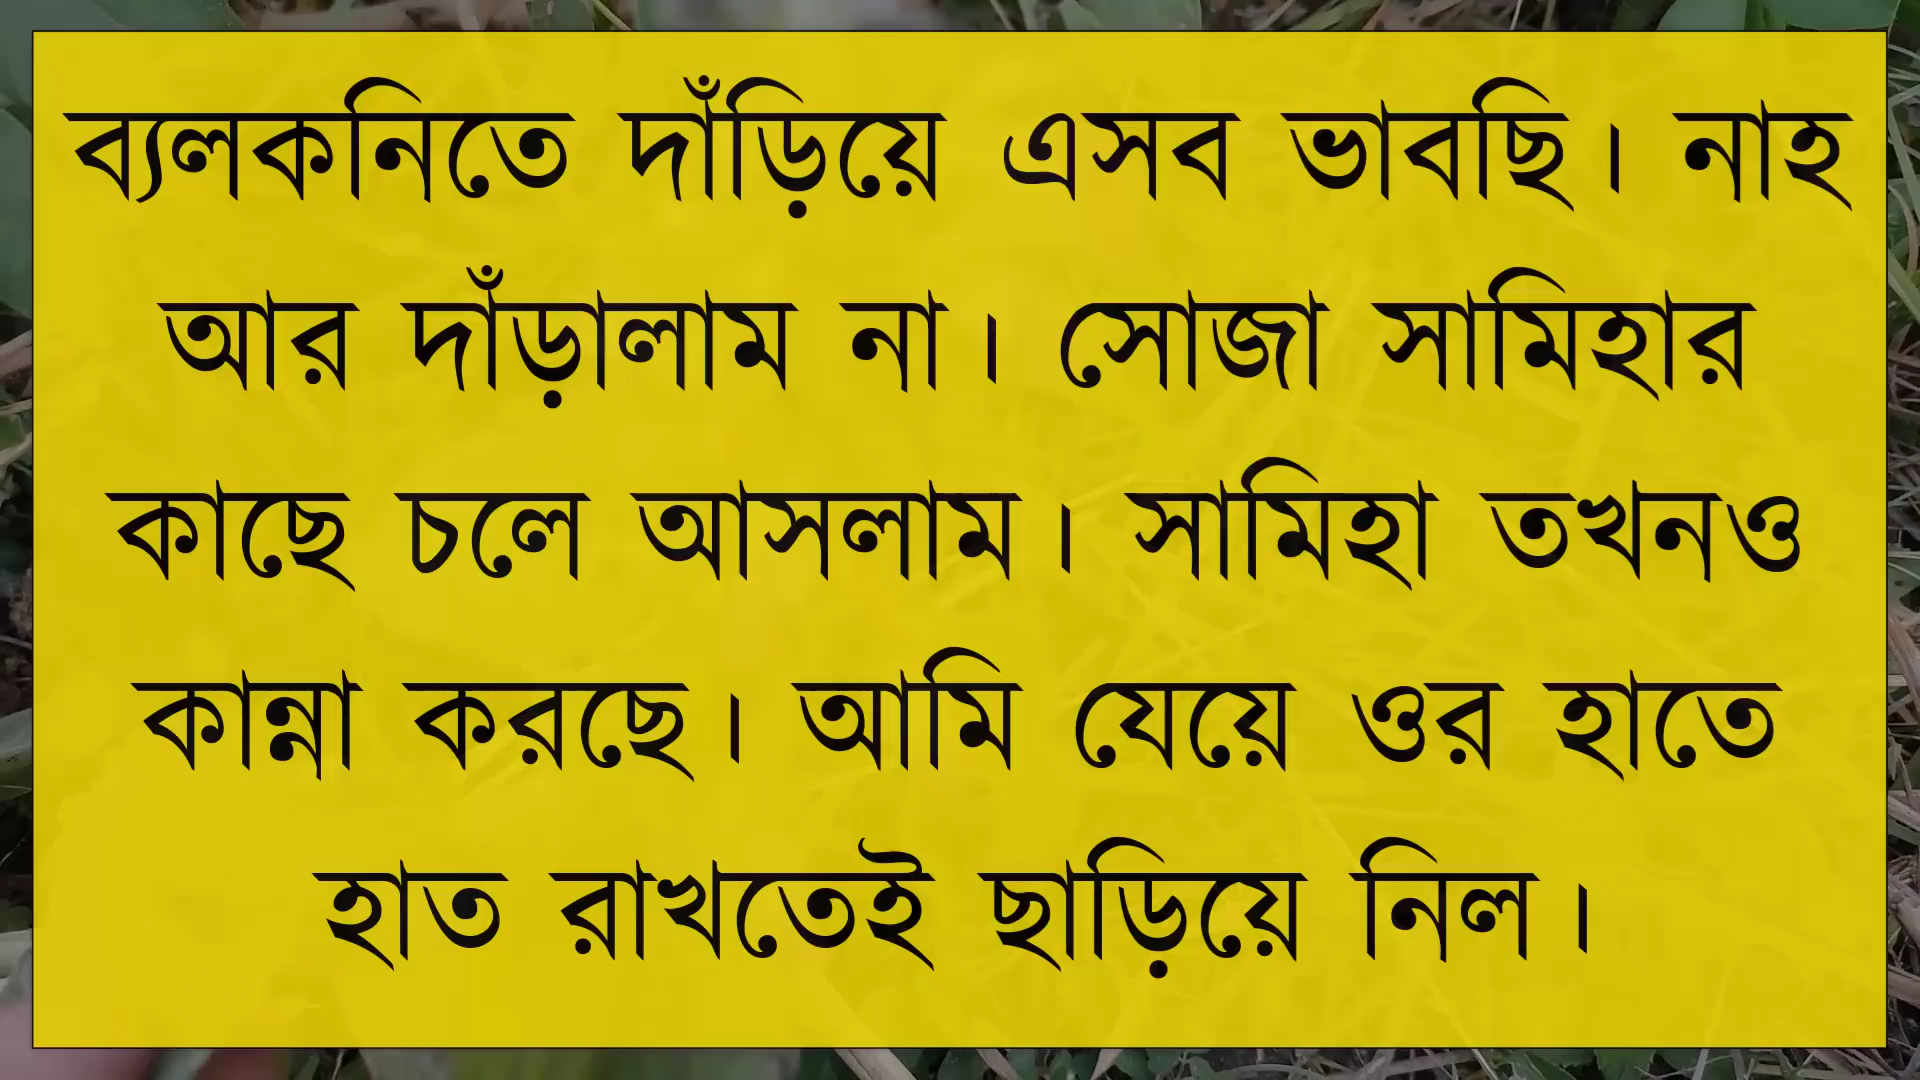 ব্যলকনিতে দাঁড়িয়ে এসব ভাবছি। নাহ
আর দাঁড়ালাম না। সোজা সামিহার
কাছে চলে আসলাম। সামিহা তখনও
কান্না করছে। আমি যেয়ে ওর হাতে
হাত রাখতেই ছাড়িয়ে নিল।